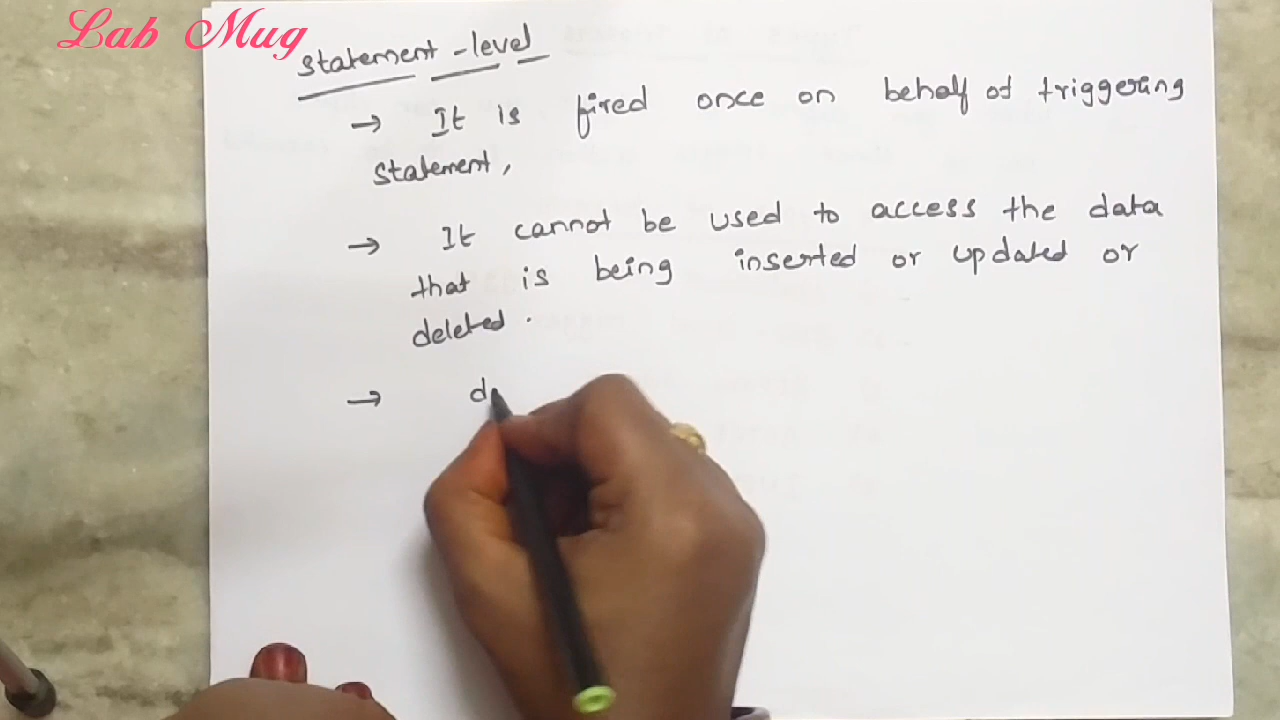 Lab Mug
Statement-level
→ It is fired once on behalf of triggering
statement,
→ It cannot be used to access the data
that is being inserted or updated or
deleted.
→ d